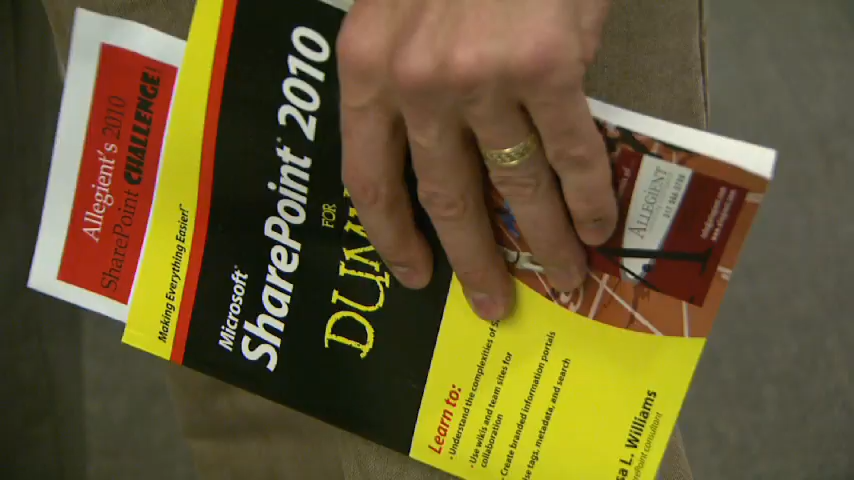 Allegient's 2010
SharePoint CHALLENGE!
Making Everything Easier!™
Microsoft®
SharePoint® 2010
FOR
Learn to:
- Understand the complexities of
- Use wikis and team sites for
collaboration
- Create branded information portals
tags, metadata, and search
L. Williams
consultant
ALLEGIENT